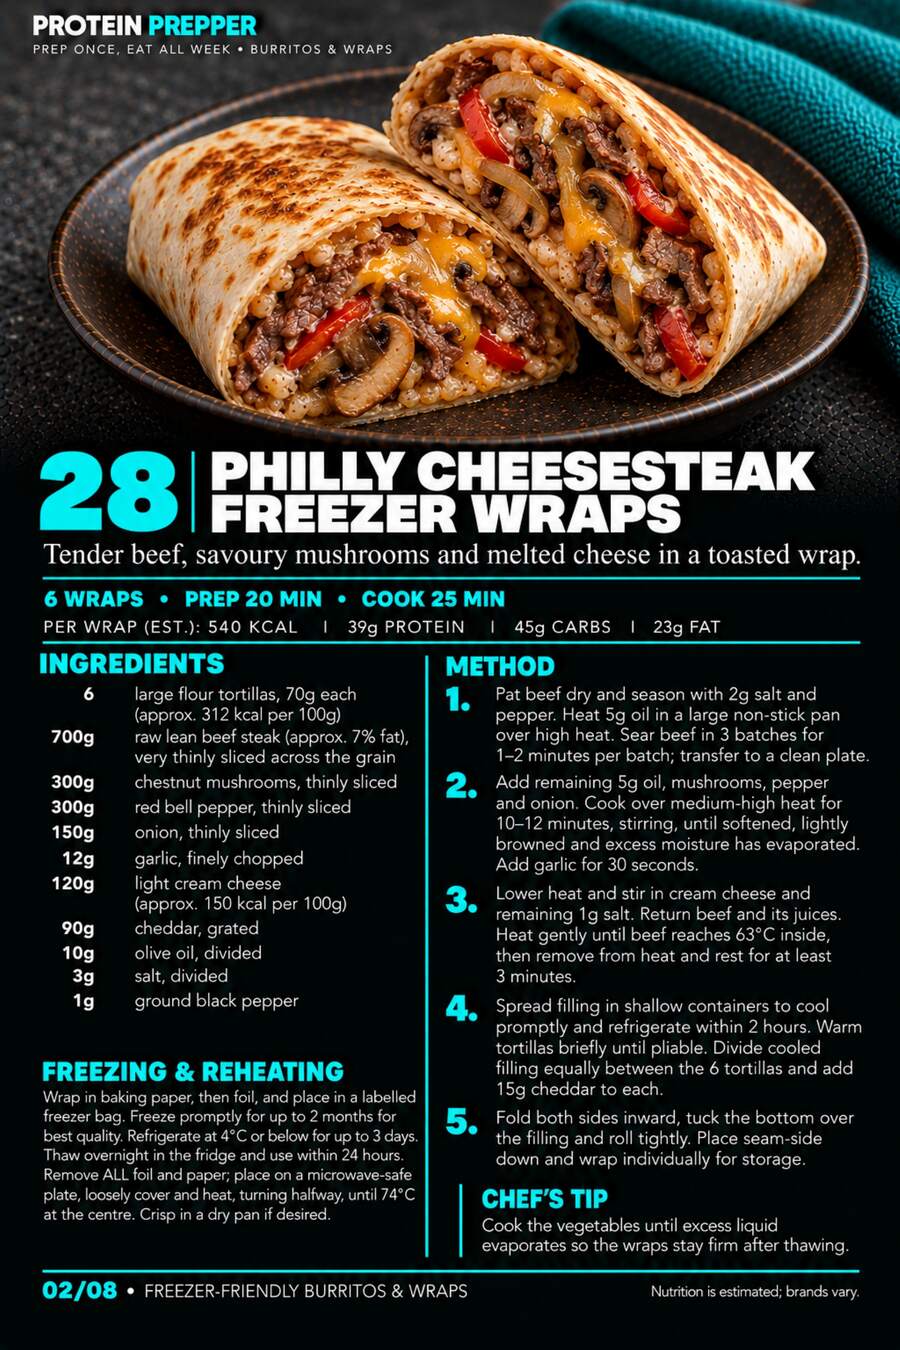 PROTEIN PREPPER
PREP ONCE, EAT ALL WEEK • BURRITOS & WRAPS
28
PHILLY CHEESESTEAK
FREEZER WRAPS
Tender beef, savoury mushrooms and melted cheese in a toasted wrap.
6 WRAPS • PREP 20 MIN • COOK 25 MIN
PER WRAP (EST.): 540 KCAL | 39g PROTEIN | 45g CARBS | 23g FAT
INGREDIENTS
6 large flour tortillas, 70g each
(approx. 312 kcal per 100g)
700g raw lean beef steak (approx. 7% fat),
very thinly sliced across the grain
300g chestnut mushrooms, thinly sliced
300g red bell pepper, thinly sliced
150g onion, thinly sliced
12g garlic, finely chopped
120g light cream cheese
(approx. 150 kcal per 100g)
90g cheddar, grated
10g olive oil, divided
3g salt, divided
1g ground black pepper
FREEZING & REHEATING
Wrap in baking paper, then foil, and place in a labelled
freezer bag. Freeze promptly for up to 2 months for
best quality. Refrigerate at 4°C or below for up to 3 days.
Thaw overnight in the fridge and use within 24 hours.
Remove ALL foil and paper; place on a microwave-safe
plate, loosely cover and heat, turning halfway, until 74°C
at the centre. Crisp in a dry pan if desired.
METHOD
1. Pat beef dry and season with 2g salt and
pepper. Heat 5g oil in a large non-stick pan
over high heat. Sear beef in 3 batches for
1–2 minutes per batch; transfer to a clean plate.
2. Add remaining 5g oil, mushrooms, pepper
and onion. Cook over medium-high heat for
10–12 minutes, stirring, until softened, lightly
browned and excess moisture has evaporated.
Add garlic for 30 seconds.
3. Lower heat and stir in cream cheese and
remaining 1g salt. Return beef and its juices.
Heat gently until beef reaches 63°C inside,
then remove from heat and rest for at least
3 minutes.
4. Spread filling in shallow containers to cool
promptly and refrigerate within 2 hours. Warm
tortillas briefly until pliable. Divide cooled
filling equally between the 6 tortillas and add
15g cheddar to each.
5. Fold both sides inward, tuck the bottom over
the filling and roll tightly. Place seam-side
down and wrap individually for storage.
CHEF'S TIP
Cook the vegetables until excess liquid
evaporates so the wraps stay firm after thawing.
02/08 • FREEZER-FRIENDLY BURRITOS & WRAPS
Nutrition is estimated; brands vary.